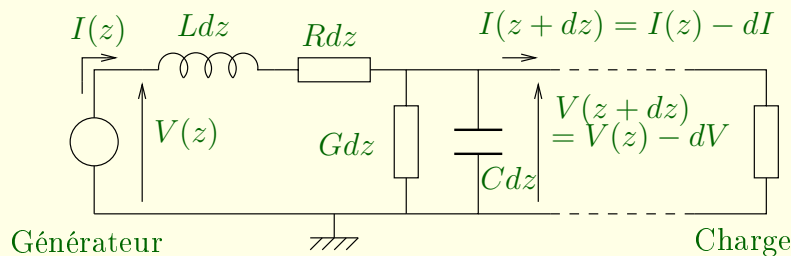 I(z)
Ldz
Rdz
I(z + dz) = I(z) − dI
V(z)
Gdz
Cdz
V(z + dz)
= V(z) − dV
Générateur
Charge